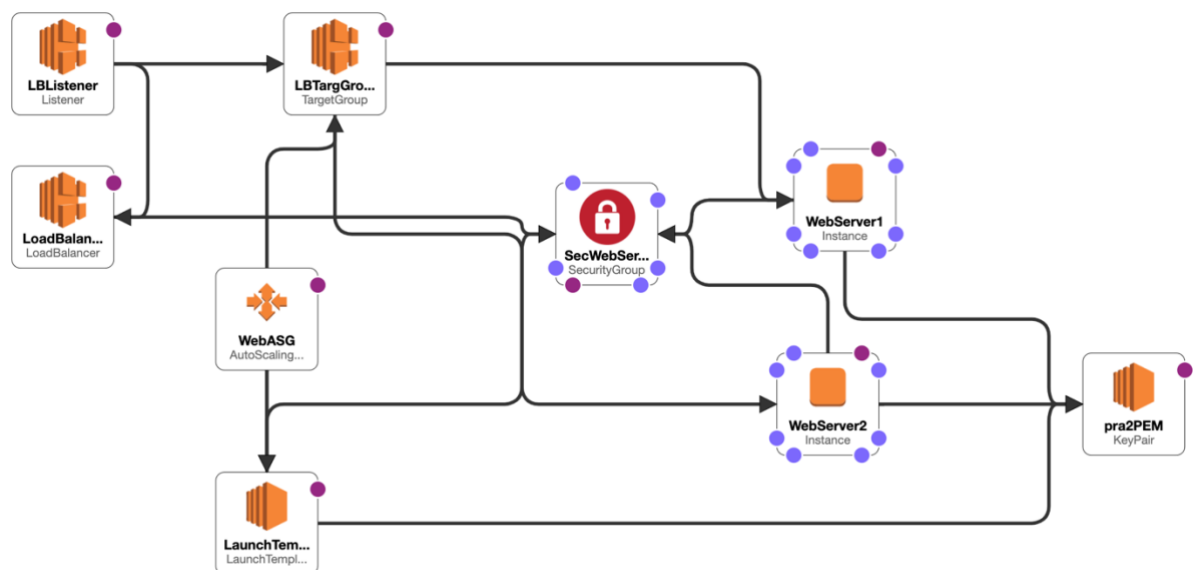 LBListener
Listener
LBTargGro...
TargetGroup
LoadBalan...
LoadBalancer
SecWebSer...
SecurityGroup
WebServer1
Instance
WebASG
AutoScaling...
WebServer2
Instance
pra2PEM
KeyPair
LaunchTem...
LaunchTempl...